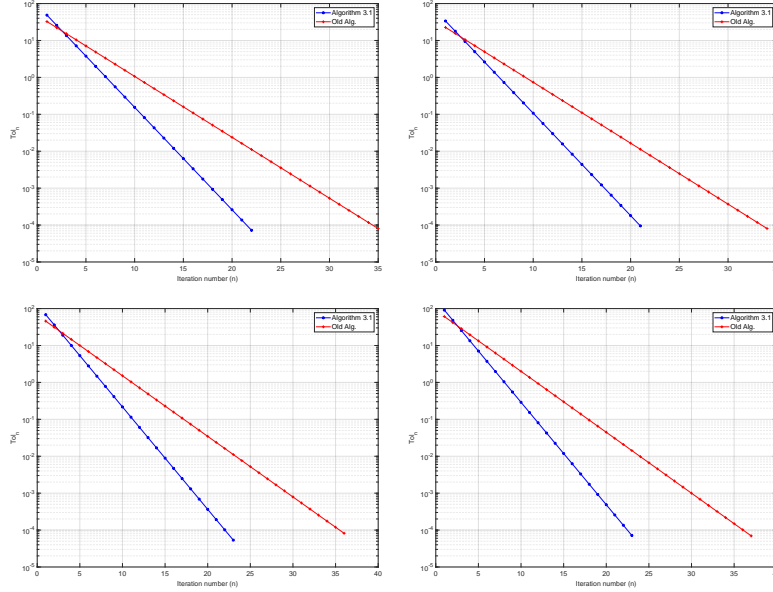 10^2
10^1
10^0
10^-1
10^-2
10^-3
10^-4
10^-5
Tol_n
0 5 10 15 20 25 30 35
Iteration number (n)
Algorithm 3.1
Old Alg.
10^2
10^1
10^0
10^-1
10^-2
10^-3
10^-4
10^-5
Tol_n
0 5 10 15 20 25 30
Iteration number (n)
Algorithm 3.1
Old Alg.
10^2
10^1
10^0
10^-1
10^-2
10^-3
10^-4
10^-5
Tol_n
0 5 10 15 20 25 30 35 40
Iteration number (n)
Algorithm 3.1
Old Alg.
10^2
10^1
10^0
10^-1
10^-2
10^-3
10^-4
10^-5
Tol_n
0 5 10 15 20 25 30 35
Iteration number (n)
Algorithm 3.1
Old Alg.